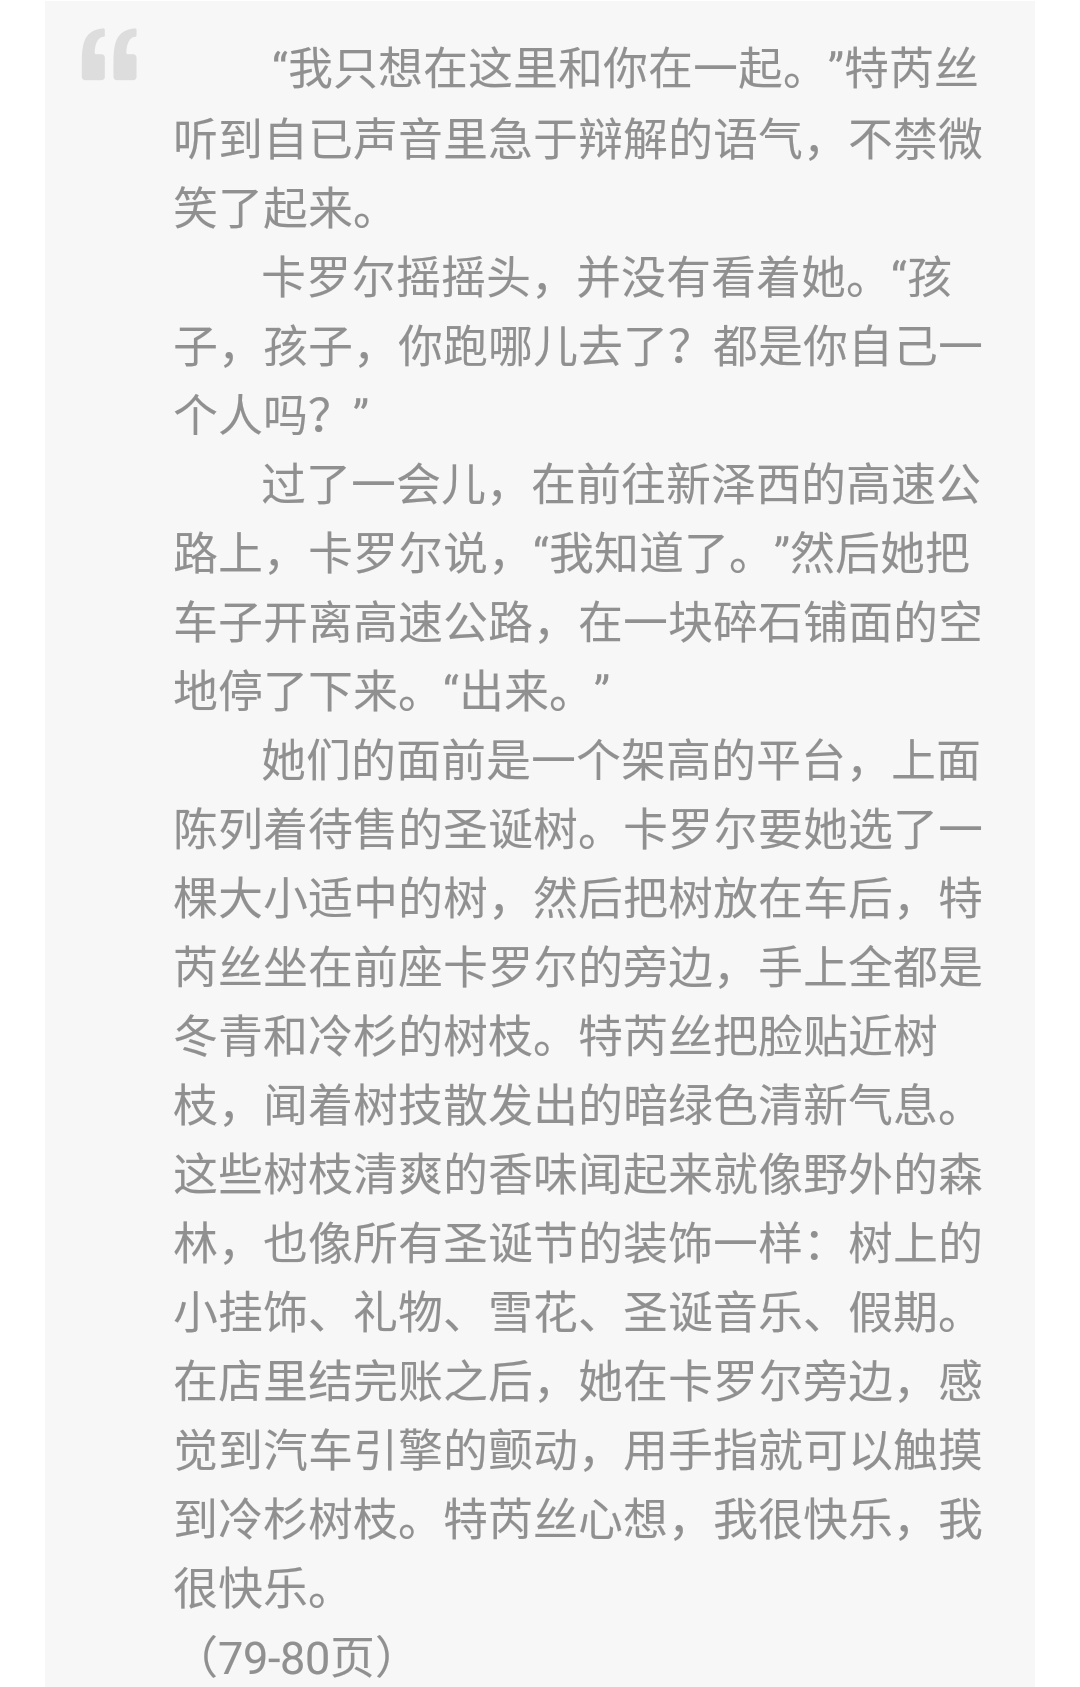 “我只想在这里和你在一起。”特芮丝
听到自已声音里急于辩解的语气，不禁微
笑了起来。
卡罗尔摇摇头，并没有看着她。“孩
子，孩子，你跑哪儿去了？都是你自己一
个人吗？”
过了一会儿，在前往新泽西的高速公
路上，卡罗尔说，“我知道了。”然后她把
车子开离高速公路，在一块碎石铺面的空
地停了下来。“出来。”
她们的面前是一个架高的平台，上面
陈列着待售的圣诞树。卡罗尔要她选了一
棵大小适中的树，然后把树放在车后，特
芮丝坐在前座卡罗尔的旁边，手上全都是
冬青和冷杉的树枝。特芮丝把脸贴近树
枝，闻着树技散发出的暗绿色清新气息。
这些树枝清爽的香味闻起来就像野外的森
林，也像所有圣诞节的装饰一样：树上的
小挂饰、礼物、雪花、圣诞音乐、假期。
在店里结完账之后，她在卡罗尔旁边，感
觉到汽车引擎的颤动，用手指就可以触摸
到冷杉树枝。特芮丝心想，我很快乐，我
很快乐。
（79-80页）